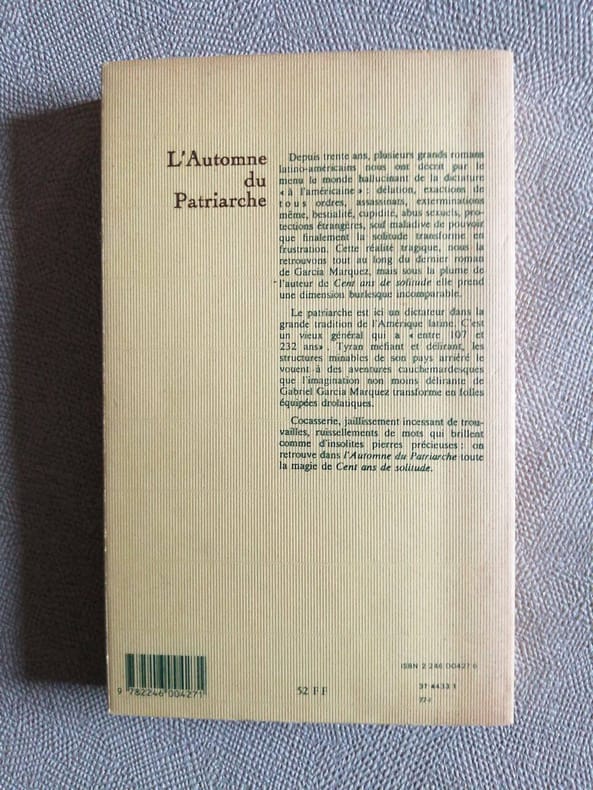 L'Automne
du
Patriarche
Depuis trente ans, plusieurs grands romans
latino-américains nous ont décrit par le
menu le monde hallucinant de la dictature
« à l'américaine » : délation, exactions de
tous ordres, assassinats, exterminations
même, bestialité, cupidité, abus sexuels, pro-
tections étrangères, soif maladive de pouvoir
que finalement la solitude transforme en
frustration. Cette réalité tragique, nous la
retrouvons tout au long du dernier roman
de Garcia Marquez, mais sous la plume de
l'auteur de Cent ans de solitude elle prend
une dimension burlesque incomparable.
Le patriarche est ici un dictateur dans la
grande tradition de l'Amérique latine. C'est
un vieux général qui a « entre 107 et
232 ans». Tyran méfiant et délirant, les
structures minables de son pays arriéré le
vouent à des aventures cauchemardesques
que l'imagination non moins délirante de
Gabriel Garcia Marquez transforme en folles
équipées drolatiques.
Cocasserie, jaillissement incessant de trou-
vailles, ruissellements de mots qui brillent
comme d'insolites pierres précieuses : on
retrouve dans l'Automne du Patriarche toute
la magie de Cent ans de solitude.
9 782246 004271
52 F F
ISBN 2 246 00427 6
37 4433 1